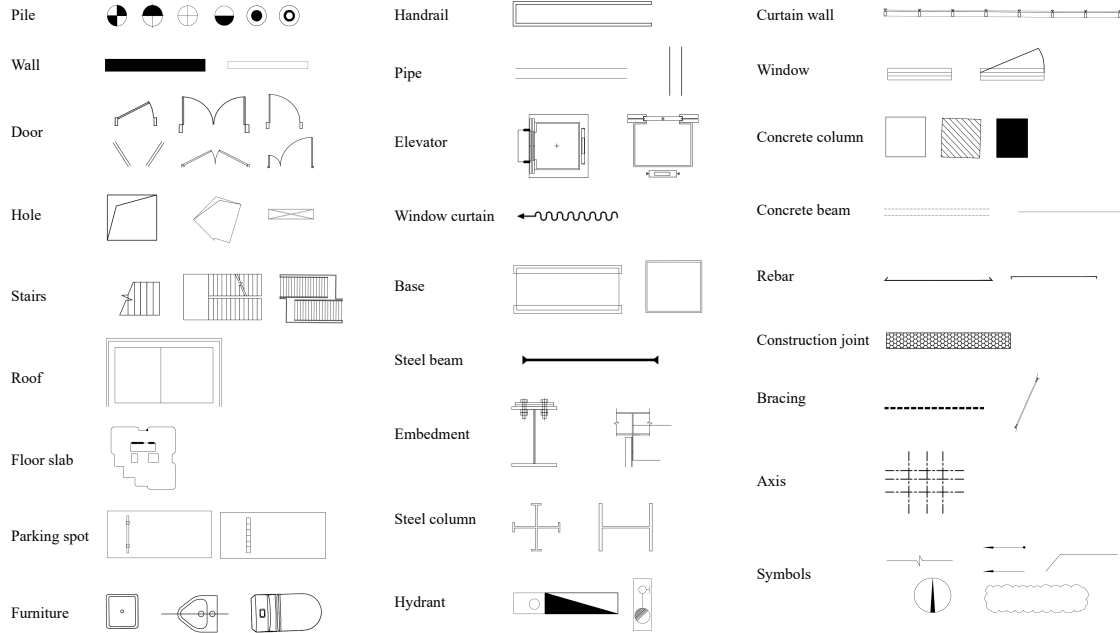 Pile
Wall
Door
Hole
Stairs
Roof
Floor slab
Parking spot
Furniture
Handrail
Pipe
Elevator
Window curtain
Base
Steel beam
Embedment
Steel column
Hydrant
Curtain wall
Window
Concrete column
Concrete beam
Rebar
Construction joint
Bracing
Axis
Symbols